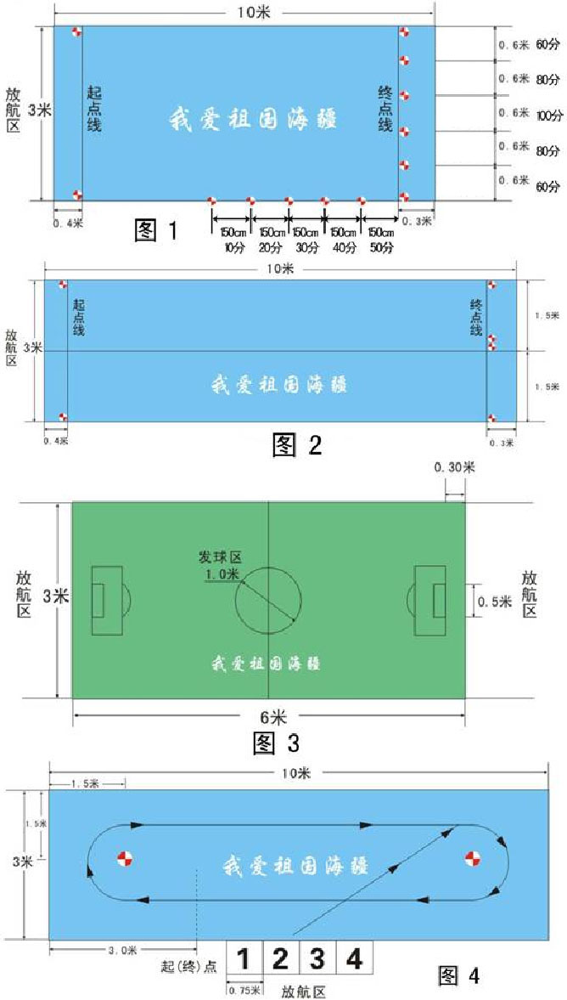 10米
0.6米 60分
0.6米 80分
0.6米 100分
0.6米 80分
0.6米 60分
放航区
3米
起点线
我爱祖国海疆
终点线
0.4米
图 1
150cm 150cm 150cm 150cm 150cm
10分 20分 30分 40分 50分
0.3米
10米
放航区
3米
起点线
终点线
1.5米
1.5米
我爱祖国海疆
0.4米
图 2
0.3米
0.30米
放航区
3米
发球区
1.0米
0.5米
放航区
我爱祖国海疆
6米
图 3
10米
1.5米
1.5米
3米
我爱祖国海疆
3.0米
起(终)点
1 2 3 4
0.75米
放航区
图 4